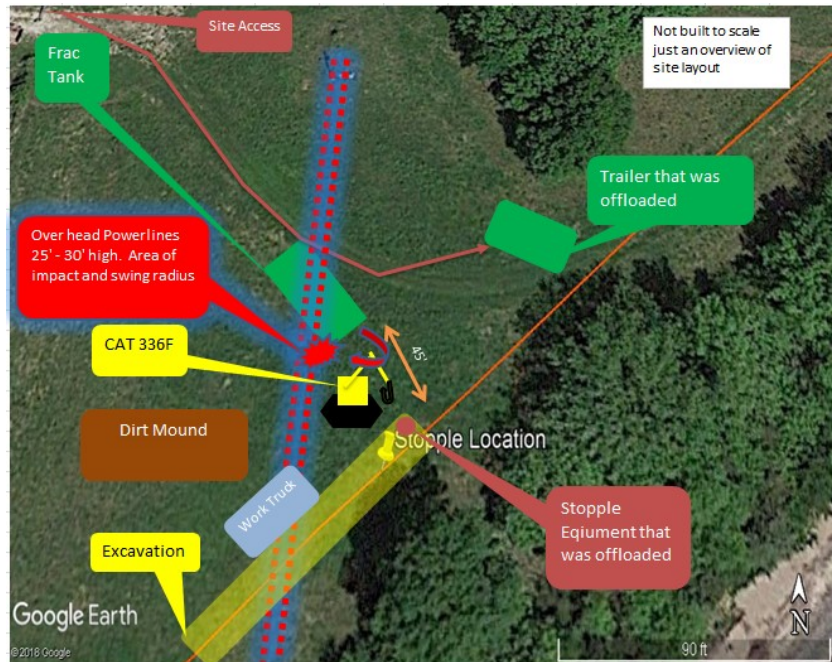 Site Access
Not built to scale
just an overview of
site layout
Frac
Tank
Trailer that was
offloaded
Over head Powerlines
25' - 30' high. Area of
impact and swing radius
CAT 336F
45'
Dirt Mound
Stopple Location
Work Truck
Stopple
Eqiument that
was offloaded
Excavation
Google Earth
©2018 Google
N
90 ft